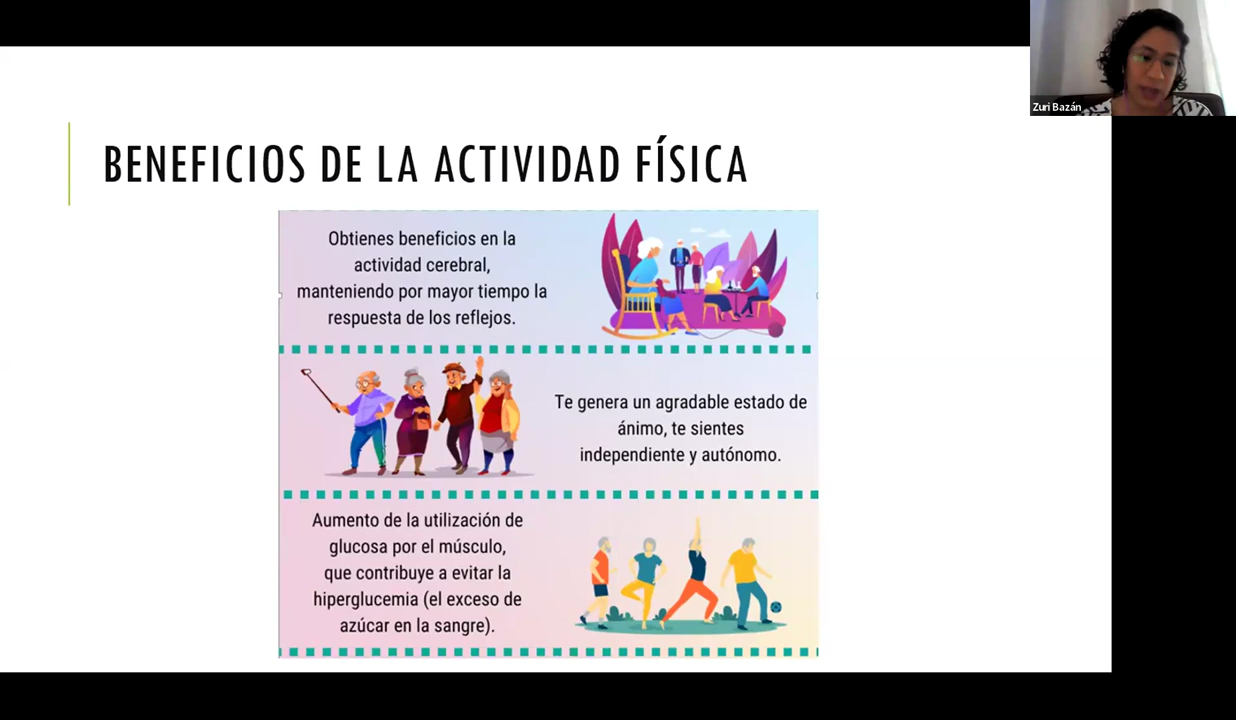 Zuri Bazán
BENEFICIOS DE LA ACTIVIDAD FÍSICA
Obtienes beneficios en la
actividad cerebral,
manteniendo por mayor tiempo la
respuesta de los reflejos.
Te genera un agradable estado de
ánimo, te sientes
independiente y autónomo.
Aumento de la utilización de
glucosa por el músculo,
que contribuye a evitar la
hiperglucemia (el exceso de
azúcar en la sangre).